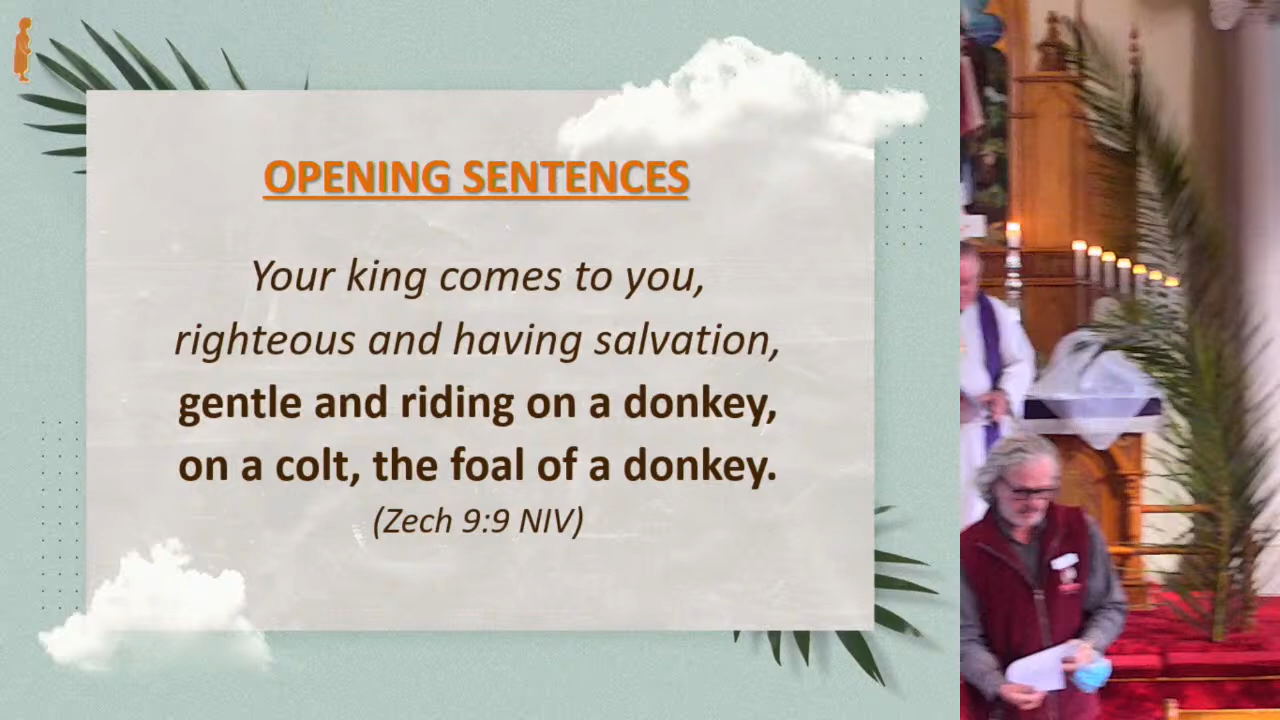 OPENING SENTENCES
Your king comes to you,
righteous and having salvation,
gentle and riding on a donkey,
on a colt, the foal of a donkey.
(Zech 9:9 NIV)